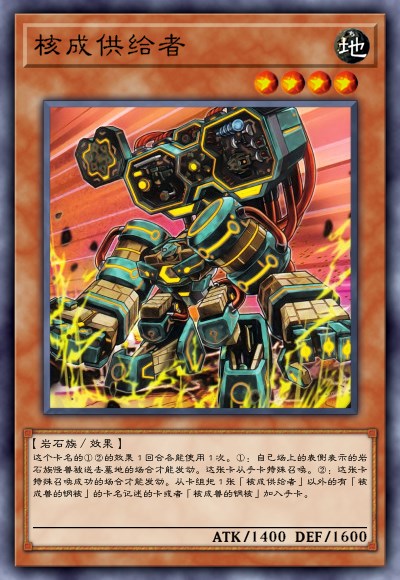 核成供给者
地
【岩石族／效果】
这个卡名的①②的效果1回合各能使用1次。①：自己场上的表侧表示的岩
石族怪兽被送去墓地的场合才能发动。这张卡从手卡特殊召唤。②：这张卡
特殊召唤成功的场合才能发动。从卡组把1张「核成供给者」以外的有「核
成兽的钢核」的卡名记述的卡或者「核成兽的钢核」加入手卡。
ATK/1400 DEF/1600